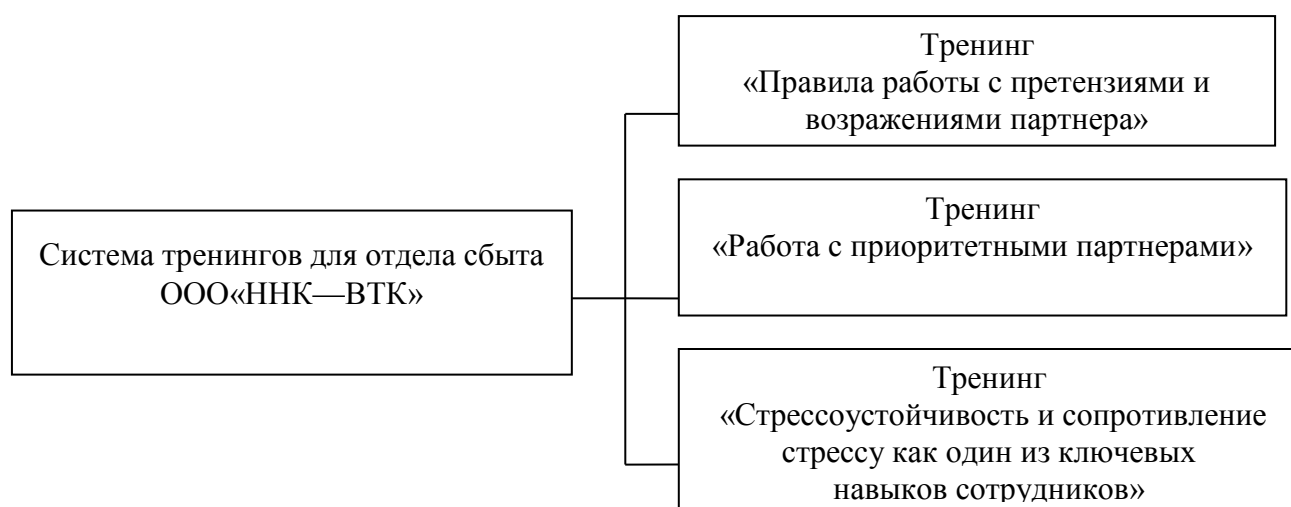 Система тренингов для отдела сбыта
ООО«ННК—ВТК»
Тренинг
«Правила работы с претензиями и
возражениями партнера»
Тренинг
«Работа с приоритетными партнерами»
Тренинг
«Стрессоустойчивость и сопротивление
стрессу как один из ключевых
навыков сотрудников»